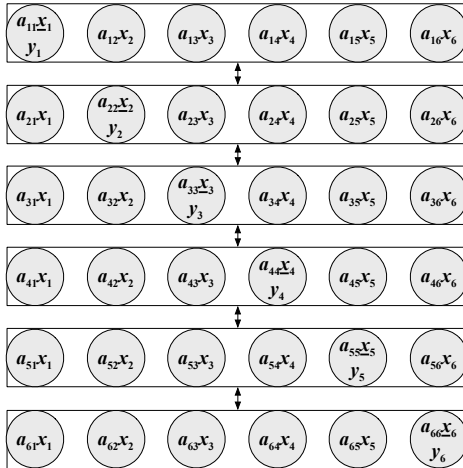 a₁₁x₁ a₁₂x₂ a₁₃x₃ a₁₄x₄ a₁₅x₅ a₁₆x₆
y₁
a₂₁x₁ a₂₂x₂ a₂₃x₃ a₂₄x₄ a₂₅x₅ a₂₆x₆
y₂
a₃₁x₁ a₃₂x₂ a₃₃x₃ a₃₄x₄ a₃₅x₅ a₃₆x₆
y₃
a₄₁x₁ a₄₂x₂ a₄₃x₃ a₄₄x₄ a₄₅x₅ a₄₆x₆
y₄
a₅₁x₁ a₅₂x₂ a₅₃x₃ a₅₄x₄ a₅₅x₅ a₅₆x₆
y₅
a₆₁x₁ a₆₂x₂ a₆₃x₃ a₆₄x₄ a₆₅x₅ a₆₆x₆
y₆